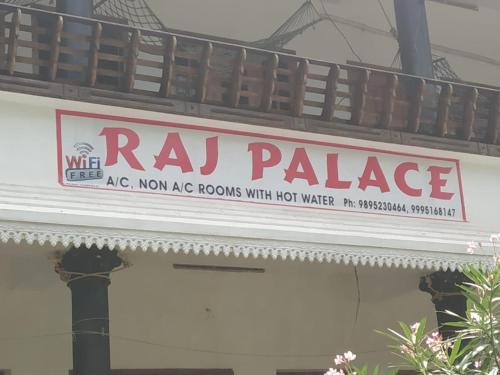 WiFi
FREE
RAJ PALACE
A/C, NON A/C ROOMS WITH HOT WATER Ph: 9895230464, 9995168147